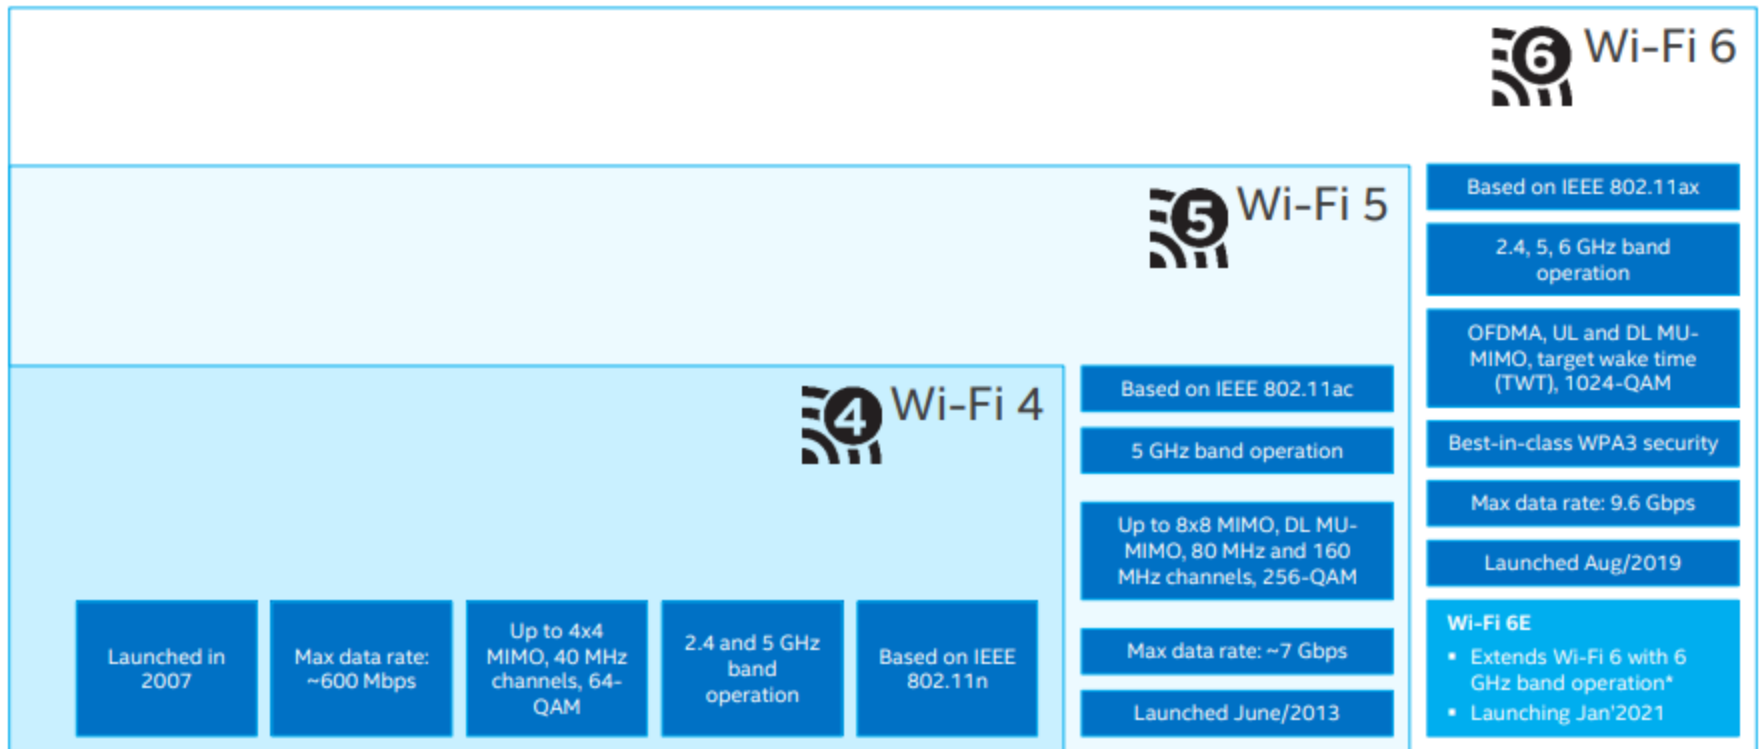 6 Wi-Fi 6
Based on IEEE 802.11ax
2.4, 5, 6 GHz band
operation
OFDMA, UL and DL MU-
MIMO, target wake time
(TWT), 1024-QAM
Best-in-class WPA3 security
Max data rate: 9.6 Gbps
Launched Aug/2019
Wi-Fi 6E
▪ Extends Wi-Fi 6 with 6
GHz band operation*
▪ Launching Jan'2021
5 Wi-Fi 5
Based on IEEE 802.11ac
5 GHz band operation
Up to 8x8 MIMO, DL MU-
MIMO, 80 MHz and 160
MHz channels, 256-QAM
Max data rate: ~7 Gbps
Launched June/2013
4 Wi-Fi 4
Launched in
2007
Max data rate:
~600 Mbps
Up to 4x4
MIMO, 40 MHz
channels, 64-
QAM
2.4 and 5 GHz
band
operation
Based on IEEE
802.11n